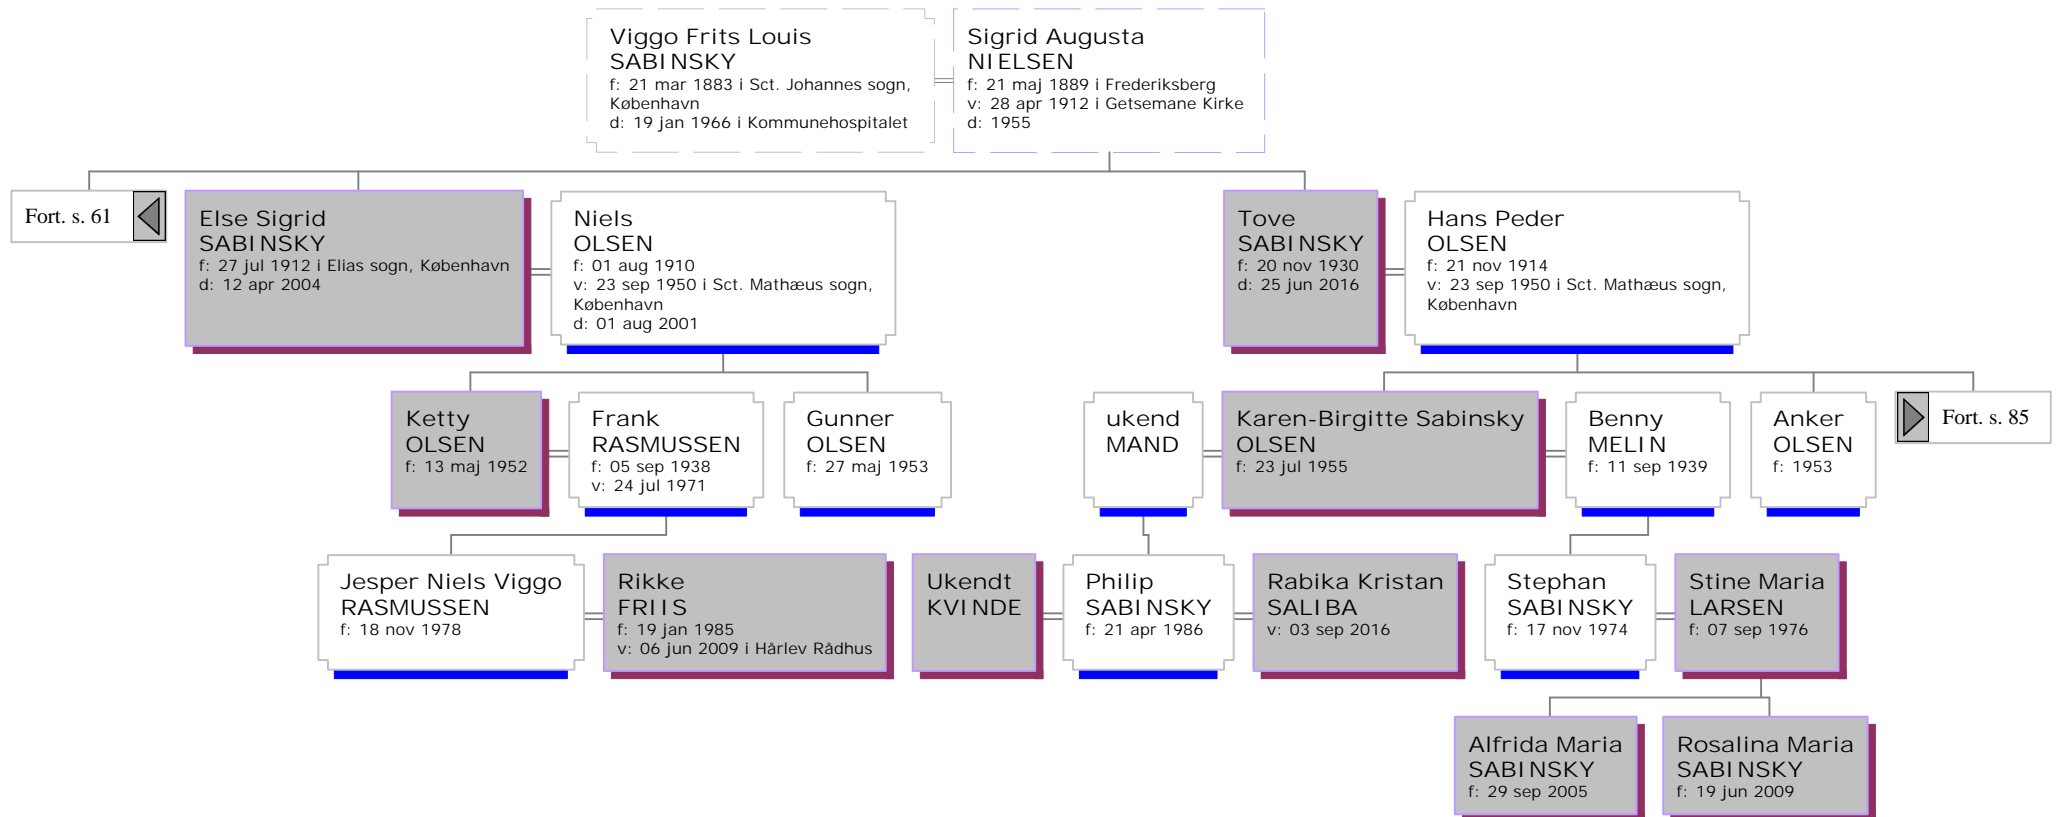 Viggo Frits Louis
SABINSKY
f: 21 mar 1883 i Sct. Johannes sogn,
København
d: 19 jan 1966 i Kommunehospitalet
Sigrid Augusta
NIELSEN
f: 21 maj 1889 i Frederiksberg
v: 28 apr 1912 i Getsemane Kirke
d: 1955
Fort. s. 61
Else Sigrid
SABINSKY
f: 27 jul 1912 i Elias sogn, København
d: 12 apr 2004
Niels
OLSEN
f: 01 aug 1910
v: 23 sep 1950 i Sct. Mathæus sogn,
København
d: 01 aug 2001
Tove
SABINSKY
f: 20 nov 1930
d: 25 jun 2016
Hans Peder
OLSEN
f: 21 nov 1914
v: 23 sep 1950 i Sct. Mathæus sogn,
København
Ketty
OLSEN
f: 13 maj 1952
Frank
RASMUSSEN
f: 05 sep 1938
v: 24 jul 1971
Gunner
OLSEN
f: 27 maj 1953
ukend
MAND
Karen-Birgitte Sabinsky
OLSEN
f: 23 jul 1955
Benny
MELIN
f: 11 sep 1939
Anker
OLSEN
f: 1953
Fort. s. 85
Jesper Niels Viggo
RASMUSSEN
f: 18 nov 1978
Rikke
FRIIS
f: 19 jan 1985
v: 06 jun 2009 i Hårlev Rådhus
Ukendt
KVINDE
Philip
SABINSKY
f: 21 apr 1986
Rabika Kristan
SALIBA
v: 03 sep 2016
Stephan
SABINSKY
f: 17 nov 1974
Stine Maria
LARSEN
f: 07 sep 1976
Alfrida Maria
SABINSKY
f: 29 sep 2005
Rosalina Maria
SABINSKY
f: 19 jun 2009